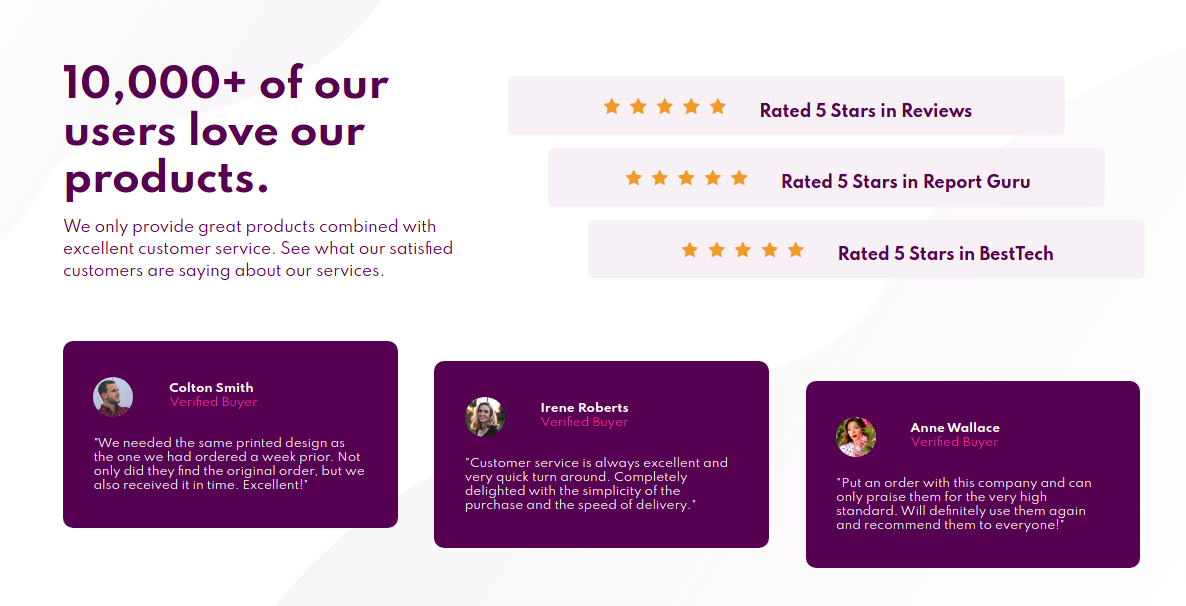 10,000+ of our
users love our
products.
We only provide great products combined with
excellent customer service. See what our satisfied
customers are saying about our services.
Rated 5 Stars in Reviews
Rated 5 Stars in Report Guru
Rated 5 Stars in BestTech
Colton Smith
Verified Buyer
"We needed the same printed design as
the one we had ordered a week prior. Not
only did they find the original order, but we
also received it in time. Excellent!"
Irene Roberts
Verified Buyer
"Customer service is always excellent and
very quick turn around. Completely
delighted with the simplicity of the
purchase and the speed of delivery."
Anne Wallace
Verified Buyer
"Put an order with this company and can
only praise them for the very high
standard. Will definitely use them again
and recommend them to everyone!"